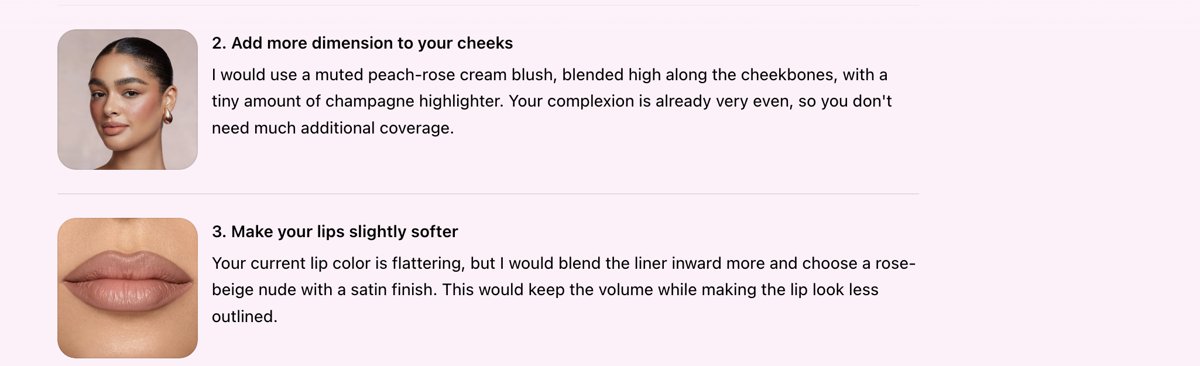 2. Add more dimension to your cheeks
I would use a muted peach-rose cream blush, blended high along the cheekbones, with a
tiny amount of champagne highlighter. Your complexion is already very even, so you don't
need much additional coverage.
3. Make your lips slightly softer
Your current lip color is flattering, but I would blend the liner inward more and choose a rose-
beige nude with a satin finish. This would keep the volume while making the lip look less
outlined.